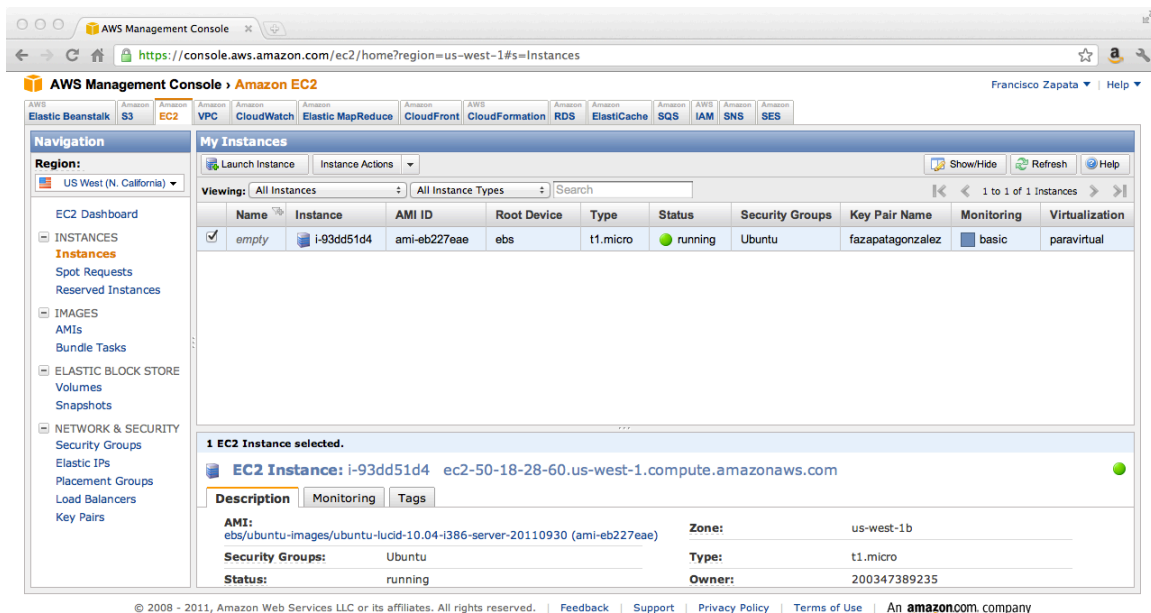 AWS Management Console
https://console.aws.amazon.com/ec2/home?region=us-west-1#s=Instances
AWS Management Console › Amazon EC2
Francisco Zapata | Help
AWS Elastic Beanstalk
Amazon S3
Amazon EC2
Amazon VPC
Amazon CloudWatch
Amazon Elastic MapReduce
Amazon CloudFront
AWS CloudFormation
Amazon RDS
Amazon ElastiCache
Amazon SQS
AWS IAM
Amazon SNS
Amazon SES
Navigation
Region:
US West (N. California)
EC2 Dashboard
INSTANCES
Instances
Spot Requests
Reserved Instances
IMAGES
AMIs
Bundle Tasks
ELASTIC BLOCK STORE
Volumes
Snapshots
NETWORK & SECURITY
Security Groups
Elastic IPs
Placement Groups
Load Balancers
Key Pairs
My Instances
Launch Instance Instance Actions Show/Hide Refresh Help
Viewing: All Instances All Instance Types Search 1 to 1 of 1 Instances
Name Instance AMI ID Root Device Type Status Security Groups Key Pair Name Monitoring Virtualization
empty i-93dd51d4 ami-eb227eae ebs t1.micro running Ubuntu fazapatagonzalez basic paravirtual
1 EC2 Instance selected.
EC2 Instance: i-93dd51d4 ec2-50-18-28-60.us-west-1.compute.amazonaws.com
Description Monitoring Tags
AMI:
ebs/ubuntu-images/ubuntu-lucid-10.04-i386-server-20110930 (ami-eb227eae)
Zone: us-west-1b
Security Groups: Ubuntu Type: t1.micro
Status: running Owner: 200347389235
© 2008 - 2011, Amazon Web Services LLC or its affiliates. All rights reserved. | Feedback | Support | Privacy Policy | Terms of Use | An amazon.com. company